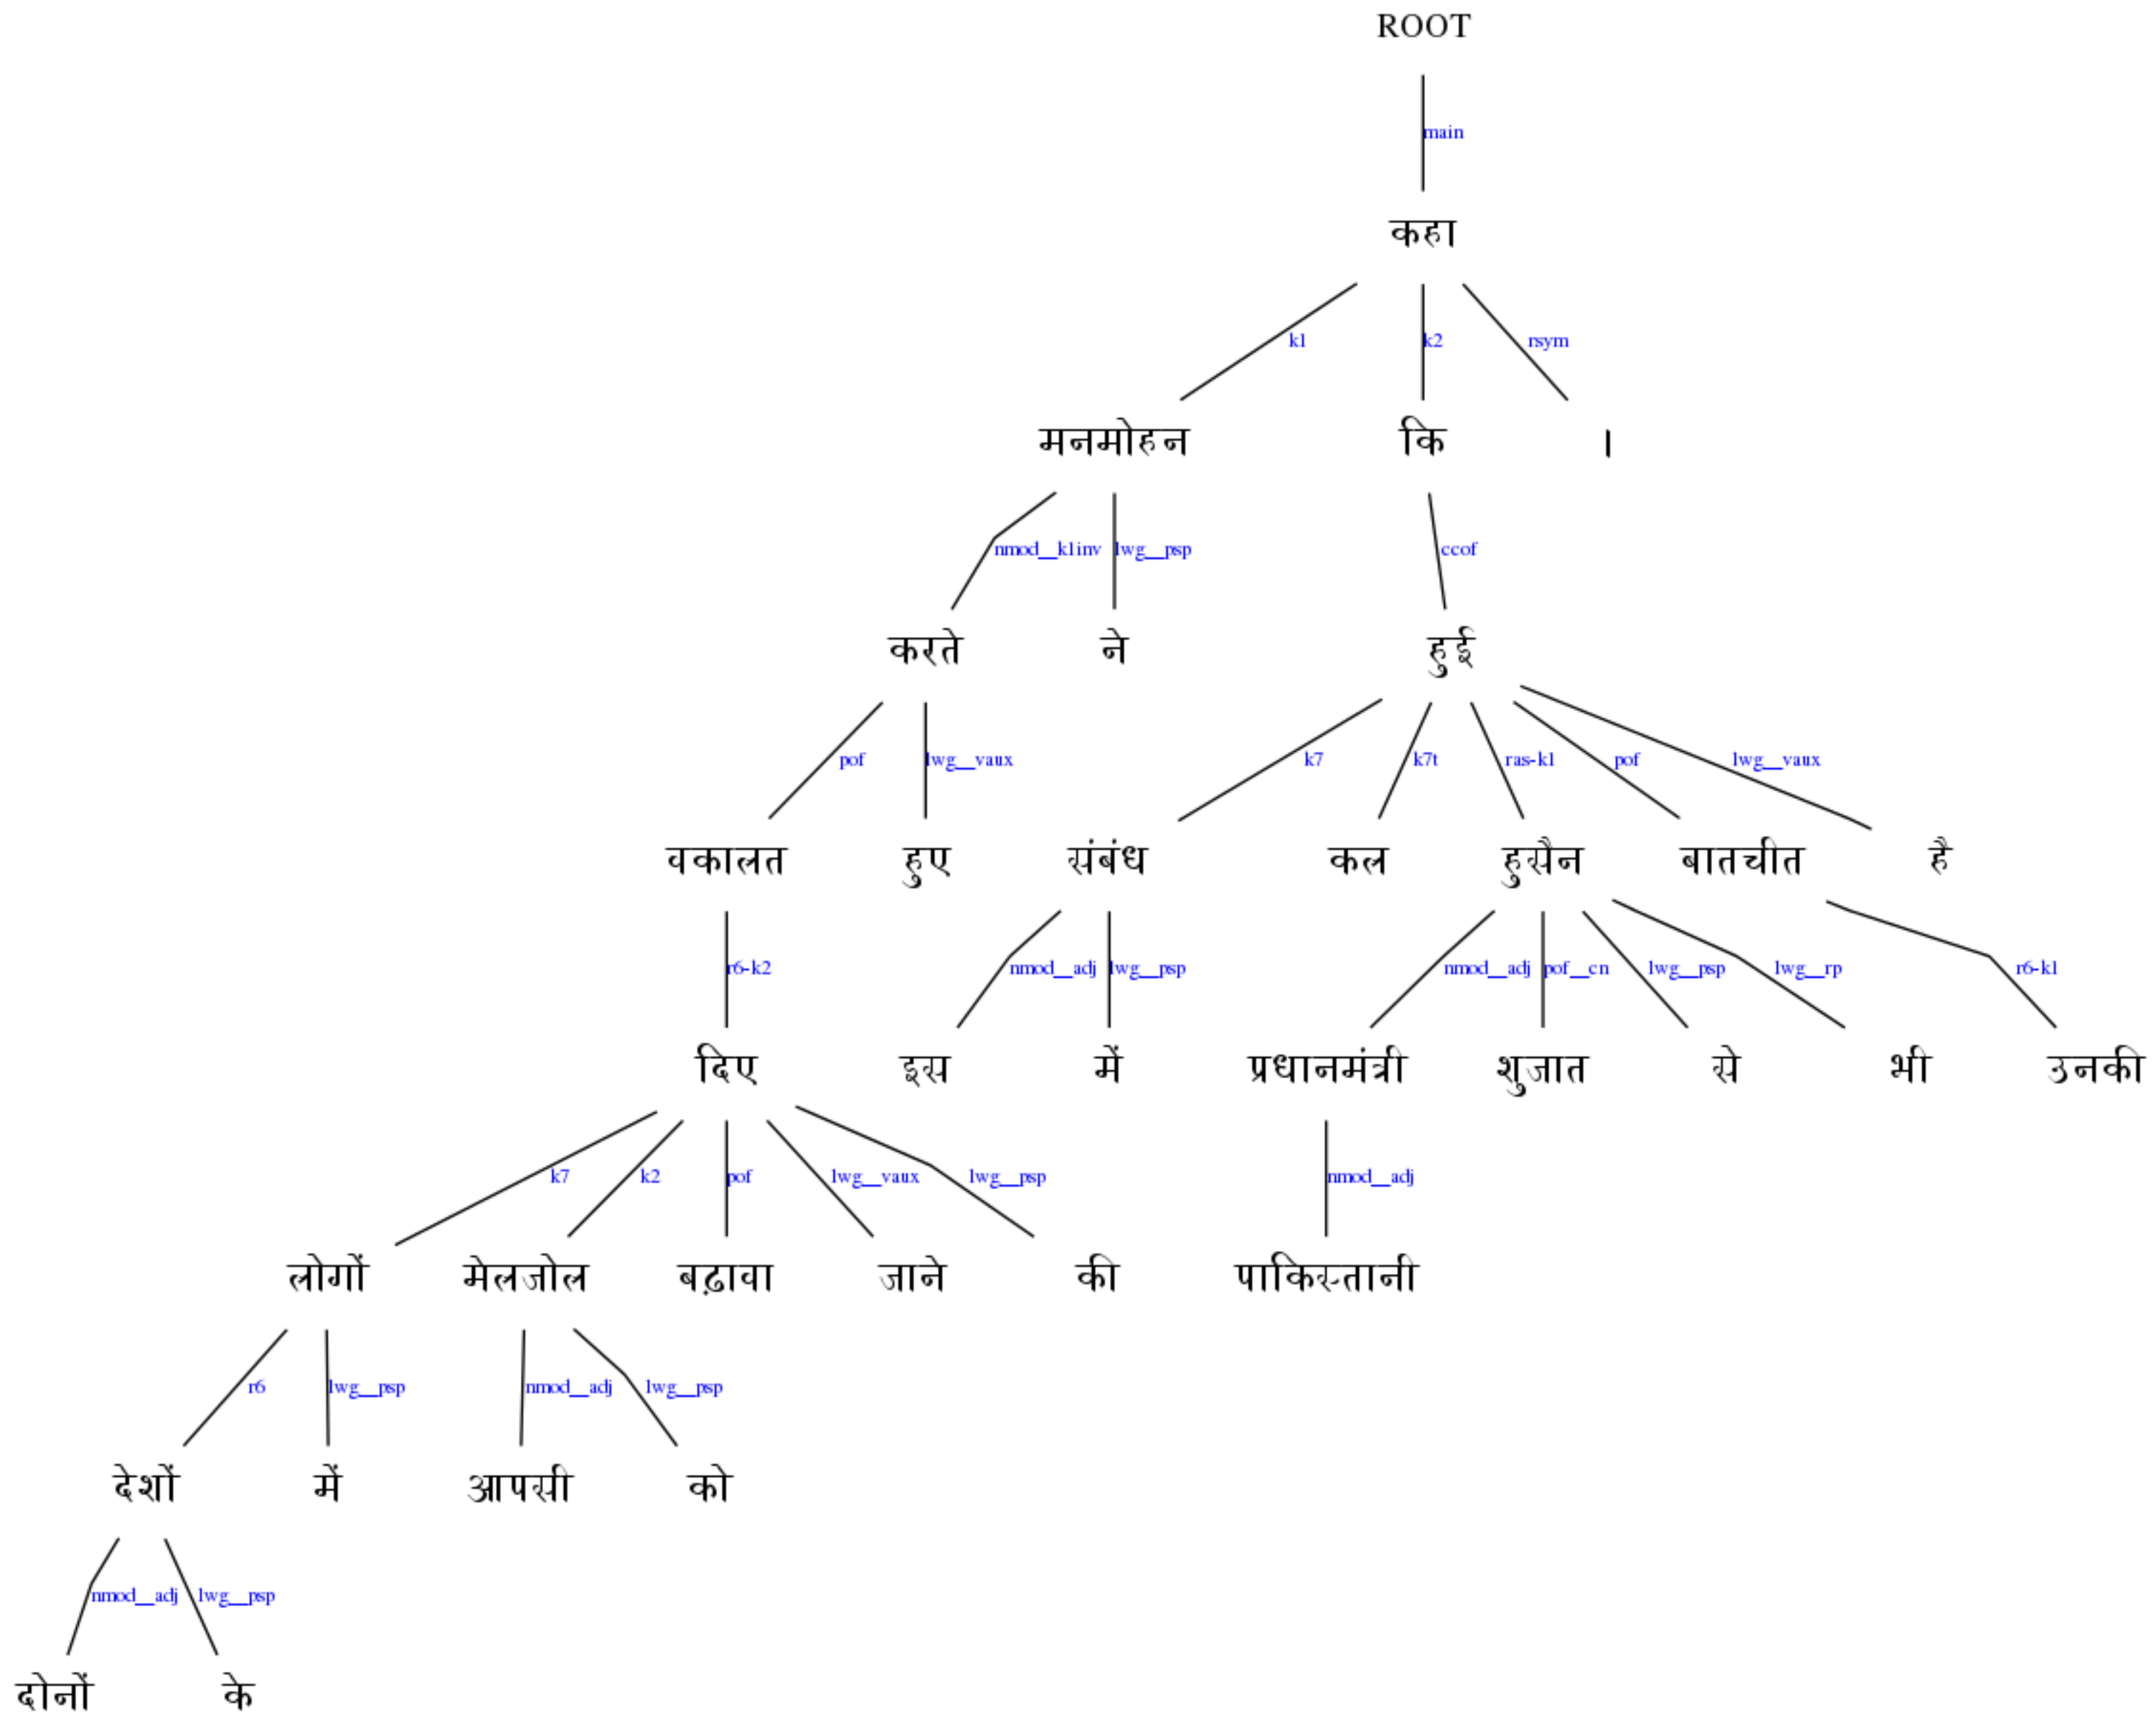 ROOT
main
कहा
k1 k2 rsym
मनमोहन कि ।
nmod__k1inv lwg__psp ccof
करते ने हुई
pof lwg__vaux k7 k7t ras-k1 pof lwg__vaux
वकालत हुए संबंध कल हुसैन बातचीत है
r6-k2 nmod__adj lwg__psp nmod__adj pof__cn lwg__psp lwg__rp r6-k1
दिए इस में प्रधानमंत्री शुजात से भी उनकी
k7 k2 pof lwg__vaux lwg__psp nmod__adj
लोगों मेलजोल बढ़ावा जाने की पाकिस्तानी
r6 lwg__psp nmod__adj lwg__psp
देशों में आपसी को
nmod__adj lwg__psp
दोनों के